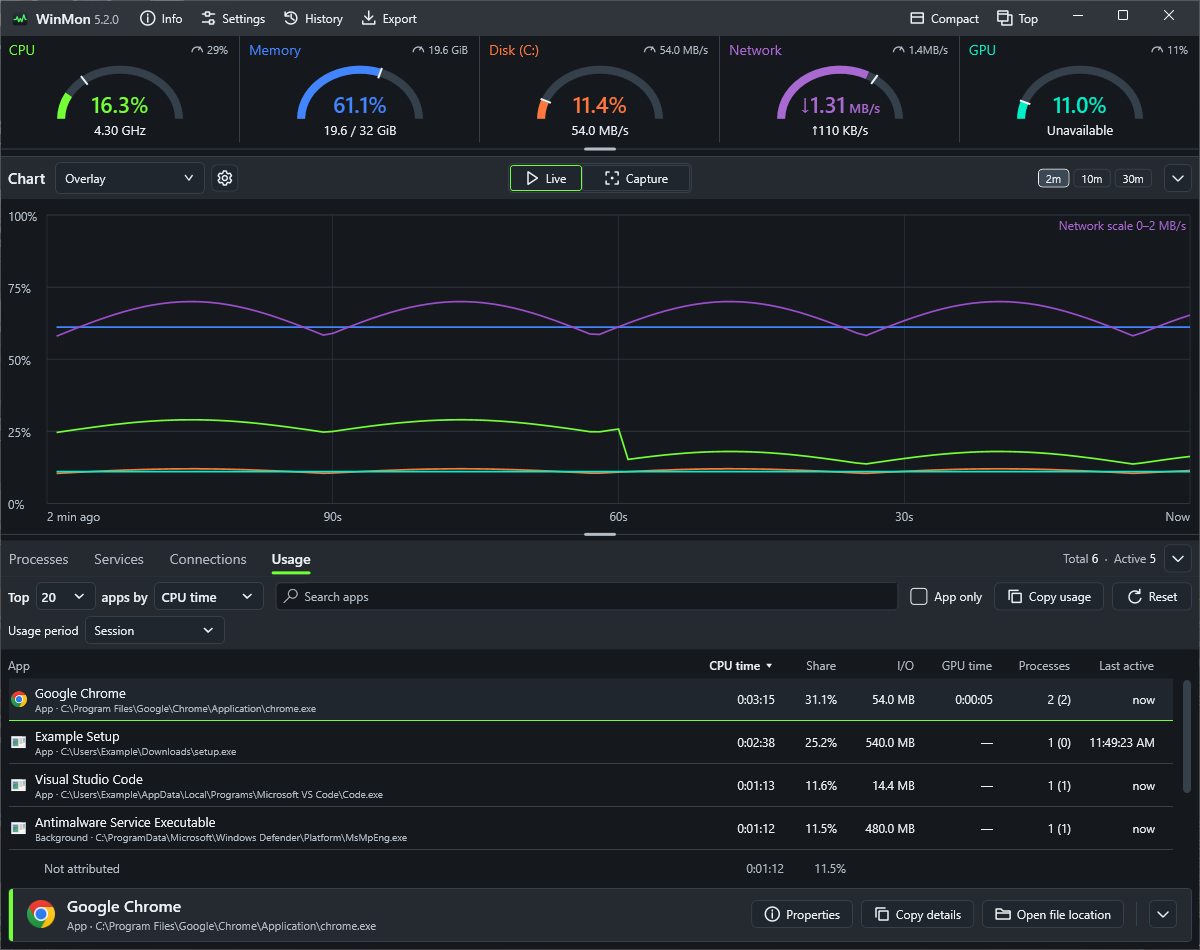 WinMon 5.2.0 Info Settings History Export Compact Top
CPU 29% Memory 19.6 GiB Disk (C:) 54.0 MB/s Network 1.4MB/s GPU 11%
16.3% 61.1% 11.4% ↓1.31 MB/s 11.0%
4.30 GHz 19.6 / 32 GiB 54.0 MB/s ↑110 KB/s Unavailable
Chart Overlay Live Capture 2m 10m 30m
100%
Network scale 0–2 MB/s
75%
50%
25%
0%
2 min ago 90s 60s 30s Now
Processes Services Connections Usage Total 6 · Active 5
Top 20 apps by CPU time Search apps App only Copy usage Reset
Usage period Session
App CPU time ▼ Share I/O GPU time Processes Last active
Google Chrome 0:03:15 31.1% 54.0 MB 0:00:05 2 (2) now
App · C:\Program Files\Google\Chrome\Application\chrome.exe
Example Setup 0:02:38 25.2% 540.0 MB — 1 (0) 11:49:23 AM
App · C:\Users\Example\Downloads\setup.exe
Visual Studio Code 0:01:13 11.6% 14.4 MB — 1 (1) now
App · C:\Users\Example\AppData\Local\Programs\Microsoft VS Code\Code.exe
Antimalware Service Executable 0:01:12 11.5% 480.0 MB — 1 (1) now
Background · C:\ProgramData\Microsoft\Windows Defender\Platform\MsMpEng.exe
Not attributed 0:01:12 11.5%
Google Chrome Properties Copy details Open file location
App · C:\Program Files\Google\Chrome\Application\chrome.exe